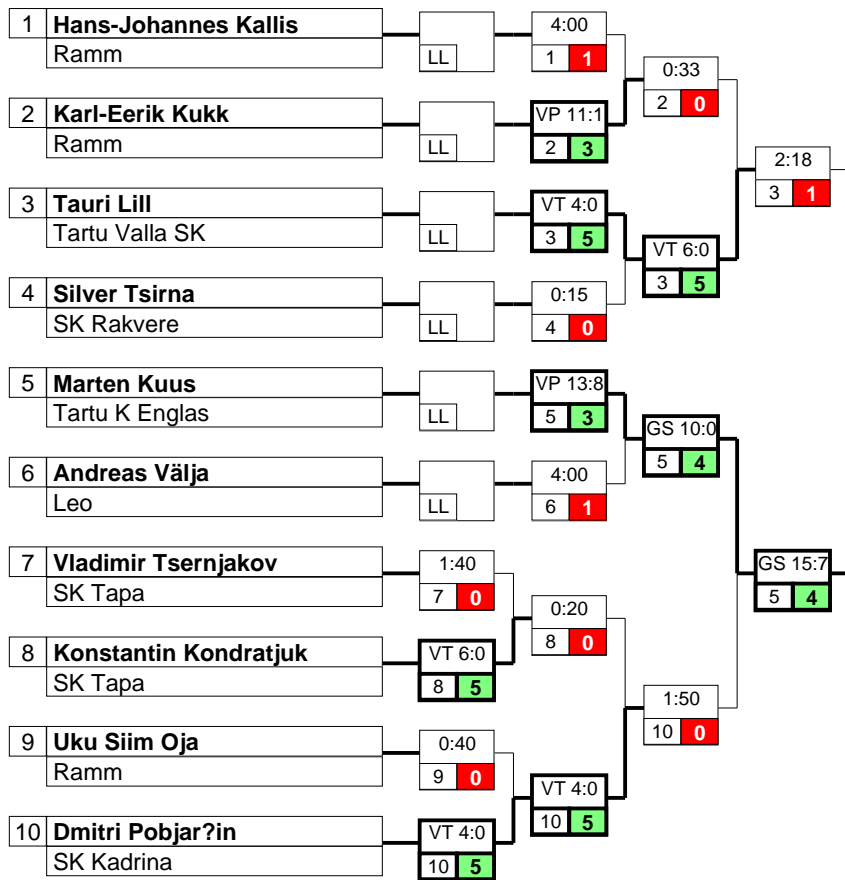 1 Hans-Johannes Kallis
Ramm
LL
4:00
1 1
2 Karl-Eerik Kukk
Ramm
LL
VP 11:1
2 3
0:33
2 0
3 Tauri Lill
Tartu Valla SK
LL
VT 4:0
3 5
4 Silver Tsirna
SK Rakvere
LL
0:15
4 0
VT 6:0
3 5
2:18
3 1
5 Marten Kuus
Tartu K Englas
LL
VP 13:8
5 3
6 Andreas Välja
Leo
LL
4:00
6 1
GS 10:0
5 4
7 Vladimir Tsernjakov
SK Tapa
1:40
7 0
8 Konstantin Kondratjuk
SK Tapa
VT 6:0
8 5
0:20
8 0
9 Uku Siim Oja
Ramm
0:40
9 0
10 Dmitri Pobjar?in
SK Kadrina
VT 4:0
10 5
VT 4:0
10 5
1:50
10 0
GS 15:7
5 4